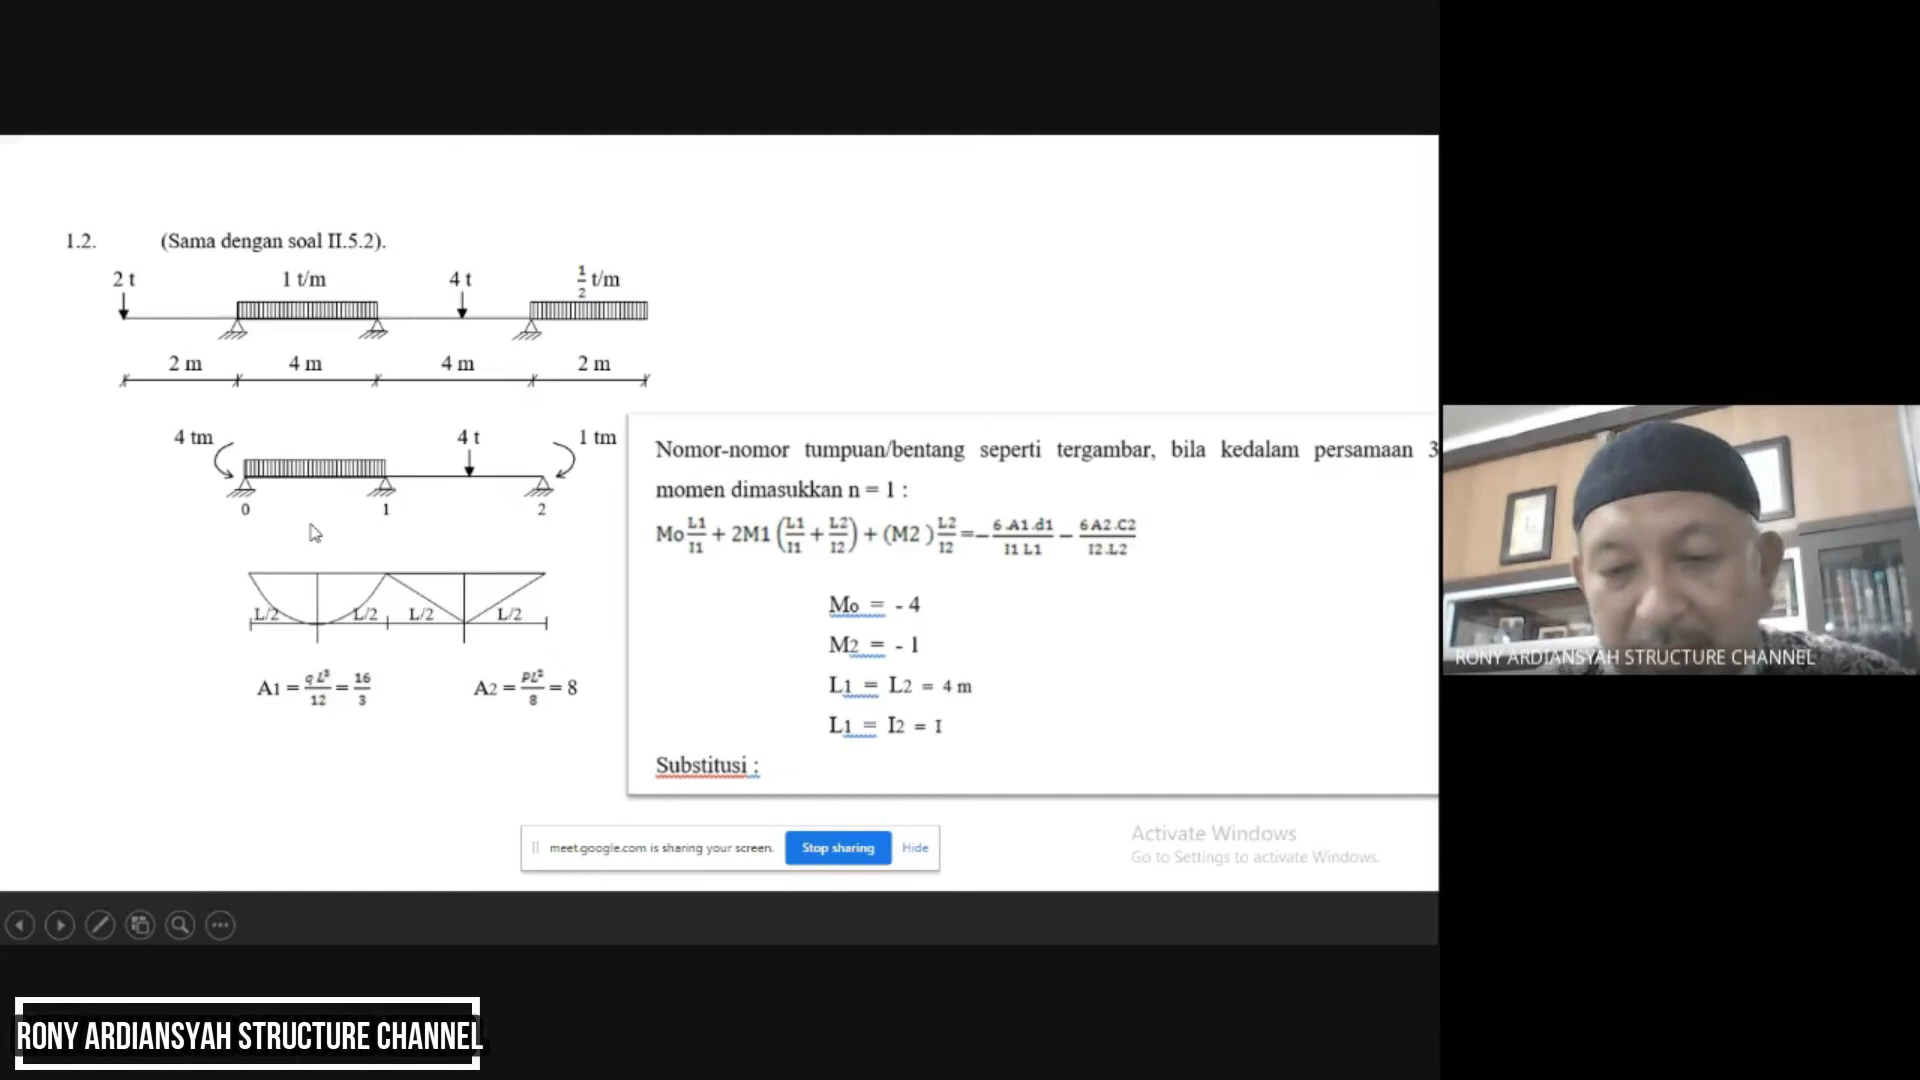 1.2. (Sama dengan soal II.5.2).
2 t 1 t/m 4 t 1/2 t/m
2 m 4 m 4 m 2 m
4 tm 4 t 1 tm
0 1 2
L/2 L/2 L/2 L/2
A1 = q L³/12 = 16/3 A2 = PL²/8 = 8
Nomor-nomor tumpuan/bentang seperti tergambar, bila kedalam persamaan 3
momen dimasukkan n = 1 :
Mo L1/I1 + 2M1 (L1/I1 + L2/I2) + (M2 ) L2/I2 = - 6.A1.d1/I1 L1 - 6A2.C2/I2.L2
Mo = - 4
M2 = - 1
L1 = L2 = 4 m
L1 = I2 = I
Substitusi :
meet.google.com is sharing your screen. Stop sharing Hide
Activate Windows
Go to Settings to activate Windows.
RONY ARDIANSYAH STRUCTURE CHANNEL
RONY ARDIANSYAH STRUCTURE CHANNEL